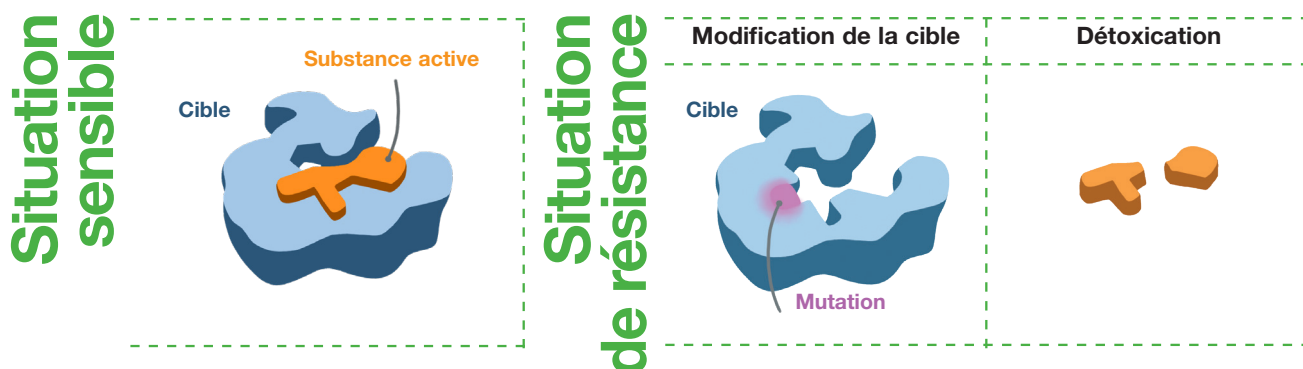 Situation
sensible
Substance active
Cible
Situation
de résistance
Modification de la cible
Détoxication
Cible
Mutation